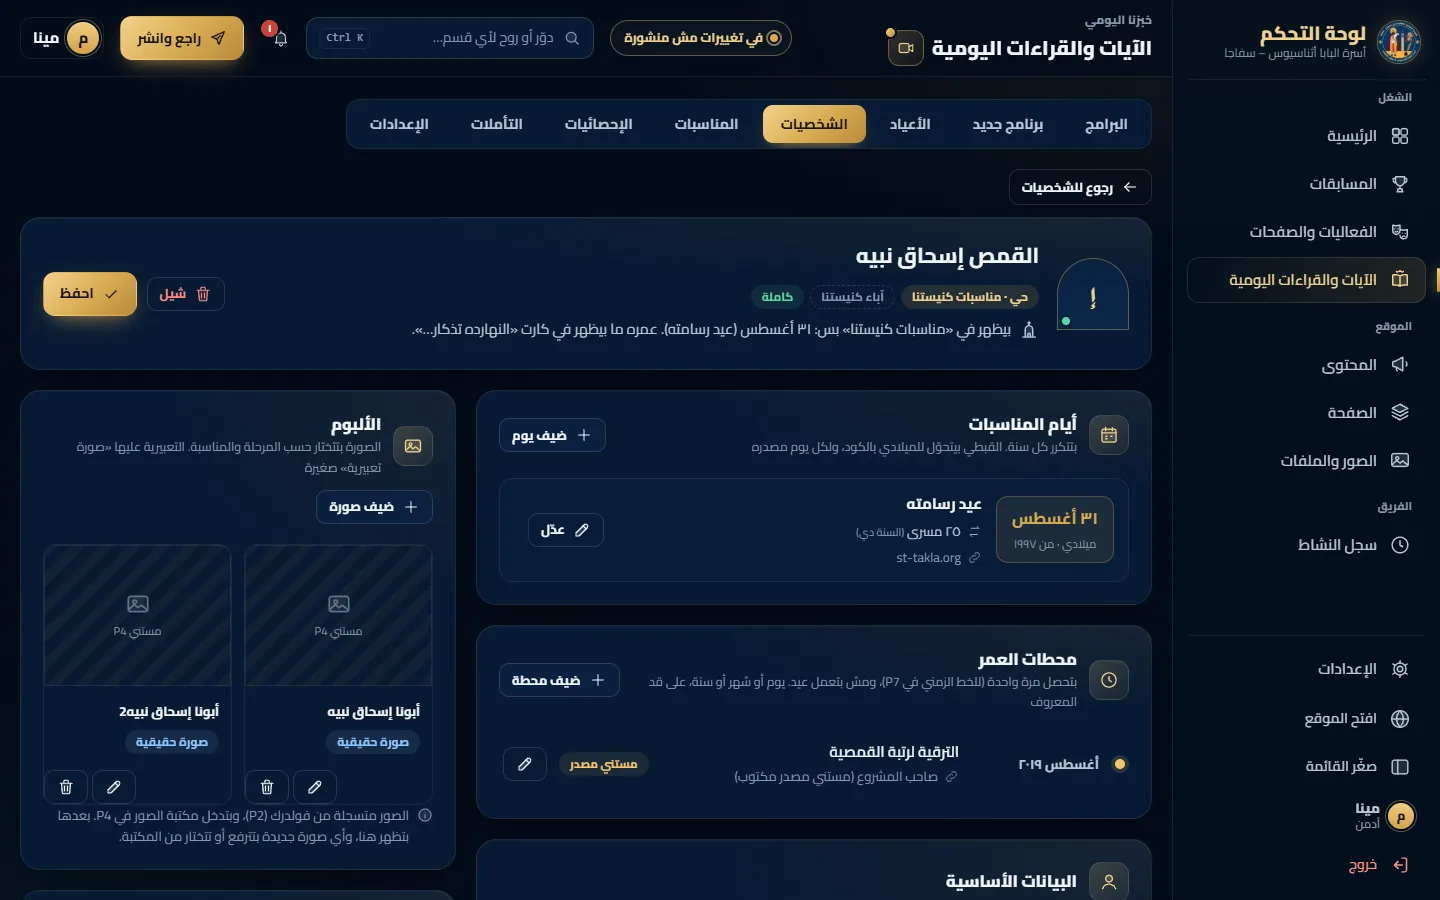 لوحة التحكم
أسرة البابا أثناسيوس – سفاجا
الشغل
الرئيسية
المسابقات
الفعاليات والصفحات
الآيات والقراءات اليومية
الموقع
المحتوى
الصفحة
الصور والملفات
الفريق
سجل النشاط
الإعدادات
افتح الموقع
صغّر القائمة
م
مينا
أدمن
خروج
خبزنا اليومي
الآيات والقراءات اليومية
في تغييرات مش منشورة
دوّر أو روح لأي قسم...
Ctrl K
١
راجع وانشر
م
مينا
البرامج
برنامج جديد
الأعياد
الشخصيات
المناسبات
الإحصائيات
التأملات
الإعدادات
رجوع للشخصيات
إ
القمص إسحاق نبيه
حي · مناسبات كنيستنا
آباء كنيستنا
كاملة
بيظهر في «مناسبات كنيستنا» بس: ٣١ أغسطس (عيد رسامته). عمره ما بيظهر في كارت «النهارده تذكار...».
شيل
احفظ
أيام المناسبات
بتتكرر كل سنة. القبطي بيتحوّل للميلادي بالكود، ولكل يوم مصدره
ضيف يوم
٣١ أغسطس
ميلادي · من ١٩٩٧
عيد رسامته
٢٥ مسرى (السنة دي)
st-takla.org
عدّل
محطات العمر
بتحصل مرة واحدة (للخط الزمني في P7)، ومش بتعمل عيد. يوم أو شهر أو سنة، على قد
المعروف
ضيف محطة
أغسطس ٢٠١٩
الترقية لرتبة القمصية
صاحب المشروع (مستني مصدر مكتوب)
مستني مصدر
البيانات الأساسية
الألبوم
الصورة بتتختار حسب المرحلة والمناسبة. التعبيرية عليها «صورة
تعبيرية» صغيرة
ضيف صورة
مستني P4
أبونا إسحاق نبيه
صورة حقيقية
مستني P4
أبونا إسحاق نبيه2
صورة حقيقية
الصور متسجلة من فولدرك (P2)، وبتدخل مكتبة الصور في P4. بعدها
بتظهر هنا، وأي صورة جديدة بتترفع أو تتختار من المكتبة.